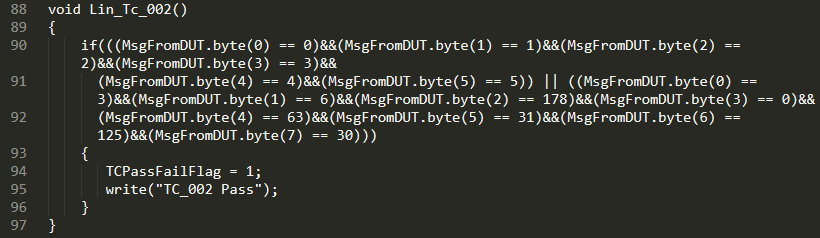 88 void Lin_Tc_002()
89 {
90 if(((MsgFromDUT.byte(0) == 0)&&(MsgFromDUT.byte(1) == 1)&&(MsgFromDUT.byte(2) ==
2)&&(MsgFromDUT.byte(3) == 3)&&
91 (MsgFromDUT.byte(4) == 4)&&(MsgFromDUT.byte(5) == 5)) || ((MsgFromDUT.byte(0) ==
3)&&(MsgFromDUT.byte(1) == 6)&&(MsgFromDUT.byte(2) == 178)&&(MsgFromDUT.byte(3) == 0)&&
92 (MsgFromDUT.byte(4) == 63)&&(MsgFromDUT.byte(5) == 31)&&(MsgFromDUT.byte(6) ==
125)&&(MsgFromDUT.byte(7) == 30)))
93 {
94 TCPassFailFlag = 1;
95 write("TC_002 Pass");
96 }
97 }